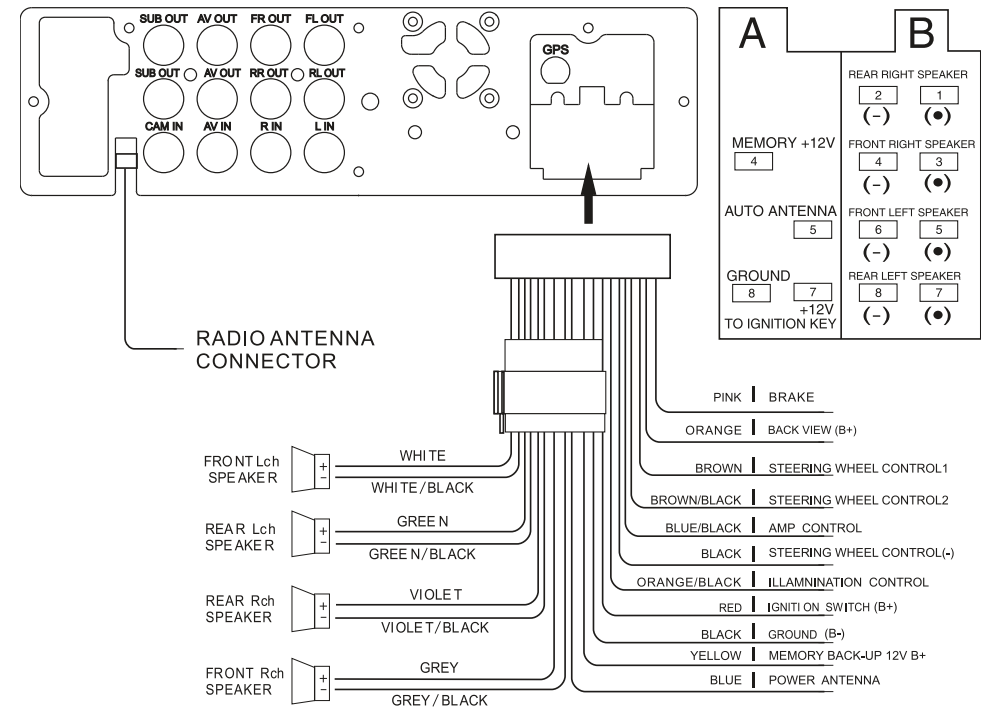 SUB OUT AV OUT FR OUT FL OUT
SUB OUT AV OUT RR OUT RL OUT
CAM IN AV IN R IN L IN
GPS
A
MEMORY +12V
4
AUTO ANTENNA
5
GROUND
8 7
+12V
TO IGNITION KEY
B
REAR RIGHT SPEAKER
2 1
(-) (•)
FRONT RIGHT SPEAKER
4 3
(-) (•)
FRONT LEFT SPEAKER
6 5
(-) (•)
REAR LEFT SPEAKER
8 7
(-) (•)
RADIO ANTENNA
CONNECTOR
FRONT Lch
SPEAKER
+
-
WHITE
WHITE/BLACK
REAR Lch
SPEAKER
+
-
GREEN
GREEN/BLACK
REAR Rch
SPEAKER
+
-
VIOLET
VIOLET/BLACK
FRONT Rch
SPEAKER
+
-
GREY
GREY/BLACK
PINK | BRAKE
ORANGE | BACK VIEW (B+)
BROWN | STEERING WHEEL CONTROL1
BROWN/BLACK | STEERING WHEEL CONTROL2
BLUE/BLACK | AMP CONTROL
BLACK | STEERING WHEEL CONTROL(-)
ORANGE/BLACK | ILLAMNINATION CONTROL
RED | IGNITION SWITCH (B+)
BLACK | GROUND (B-)
YELLOW | MEMORY BACK-UP 12V B+
BLUE | POWER ANTENNA